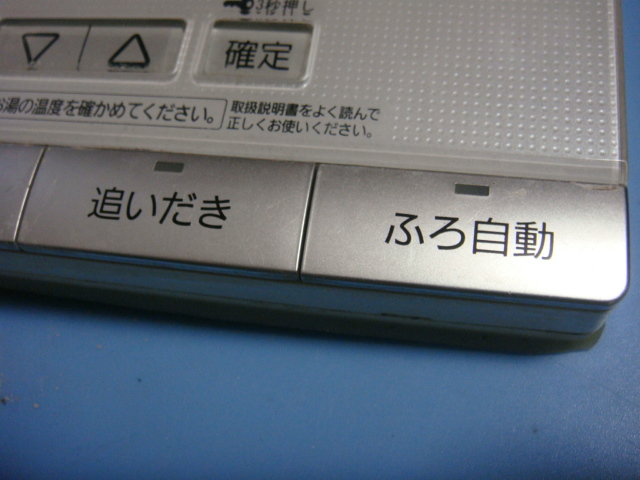 3秒押し
▽ △ 確定
お湯の温度を確かめてください。
取扱説明書をよく読んで
正しくお使いください。
追いだき ふろ自動